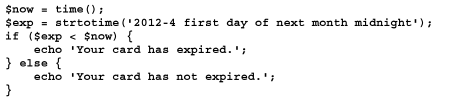 $now = time();
$exp = strtotime('2012-4 first day of next month midnight');
if ($exp < $now) {
    echo 'Your card has expired.';
} else {
    echo 'Your card has not expired.';
}